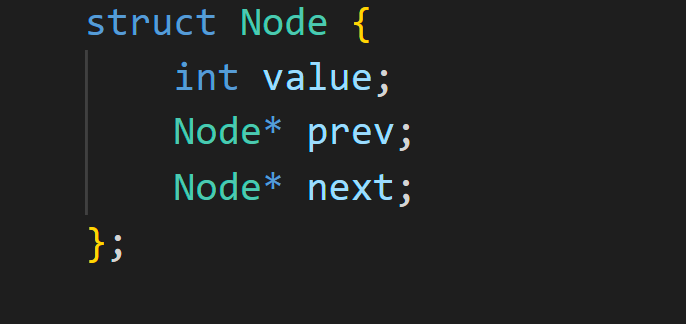 struct Node {
    int value;
    Node* prev;
    Node* next;
};